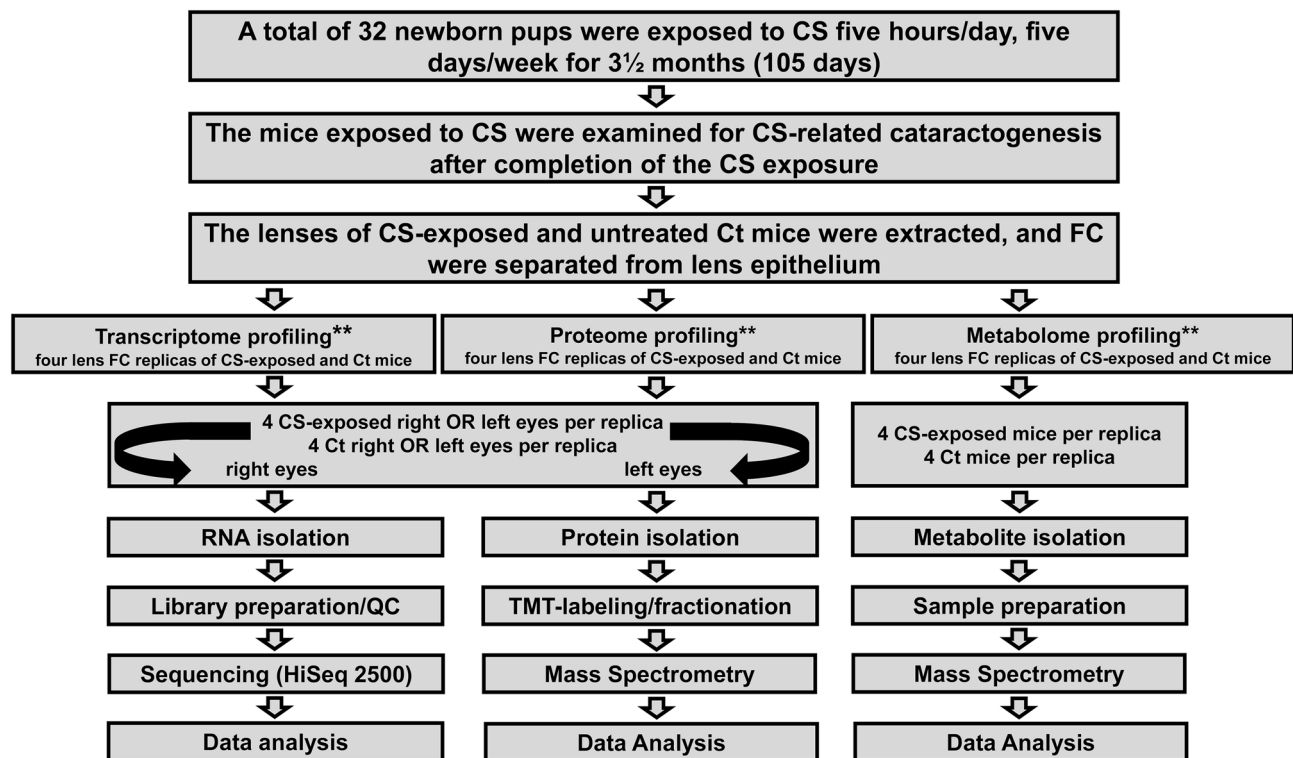 A total of 32 newborn pups were exposed to CS five hours/day, five
days/week for 3½ months (105 days)
The mice exposed to CS were examined for CS-related cataractogenesis
after completion of the CS exposure
The lenses of CS-exposed and untreated Ct mice were extracted, and FC
were separated from lens epithelium
Transcriptome profiling**
four lens FC replicas of CS-exposed and Ct mice
Proteome profiling**
four lens FC replicas of CS-exposed and Ct mice
Metabolome profiling**
four lens FC replicas of CS-exposed and Ct mice
4 CS-exposed right OR left eyes per replica
4 Ct right OR left eyes per replica
right eyes
left eyes
4 CS-exposed mice per replica
4 Ct mice per replica
RNA isolation
Protein isolation
Metabolite isolation
Library preparation/QC
TMT-labeling/fractionation
Sample preparation
Sequencing (HiSeq 2500)
Mass Spectrometry
Mass Spectrometry
Data analysis
Data Analysis
Data Analysis